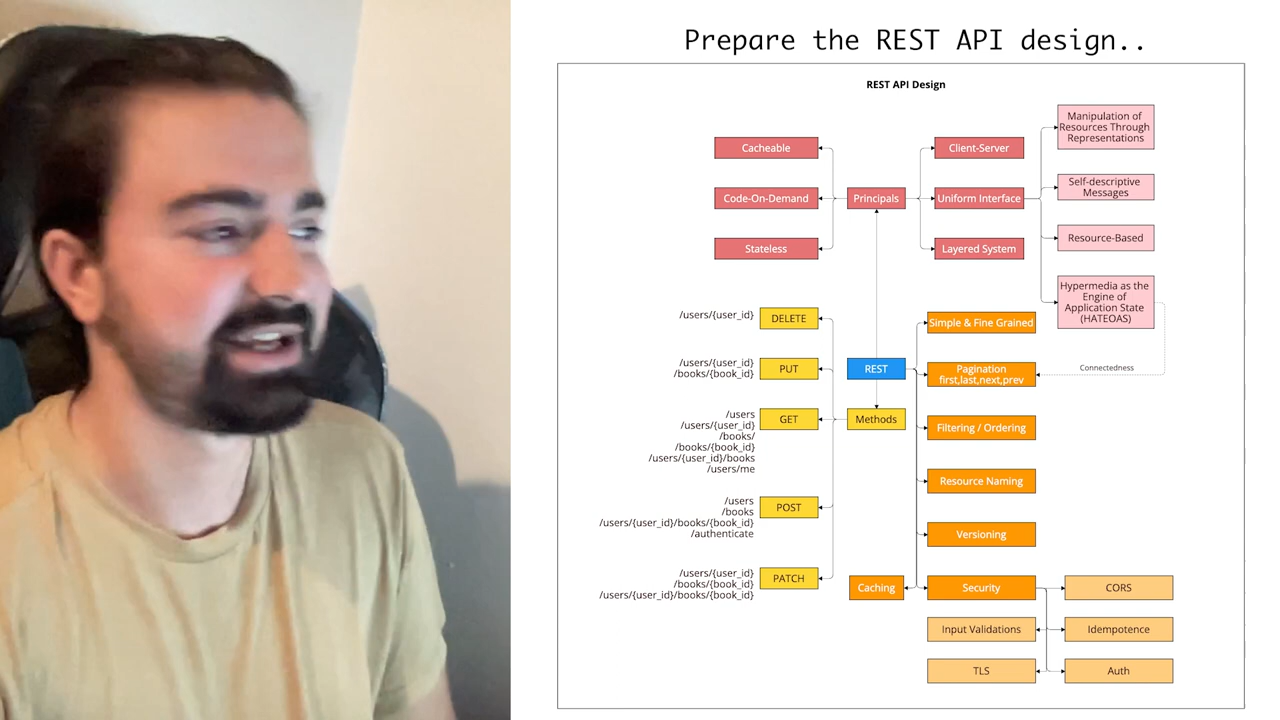 Prepare the REST API design..
REST API Design
Cacheable
Code-On-Demand
Stateless
Principals
Client-Server
Uniform Interface
Layered System
Manipulation of
Resources Through
Representations
Self-descriptive
Messages
Resource-Based
Hypermedia as the
Engine of
Application State
(HATEOAS)
Connectedness
/users/{user_id}
DELETE
/users/{user_id}
/books/{book_id}
PUT
/users
/users/{user_id}
/books/
/books/{book_id}
/users/{user_id}/books
/users/me
GET
/users
/books
/users/{user_id}/books/{book_id}
/authenticate
POST
/users/{user_id}
/books/{book_id}
/users/{user_id}/books/{book_id}
PATCH
REST
Methods
Simple & Fine Grained
Pagination
first,last,next,prev
Filtering / Ordering
Resource Naming
Versioning
Caching
Security
CORS
Input Validations
Idempotence
TLS
Auth